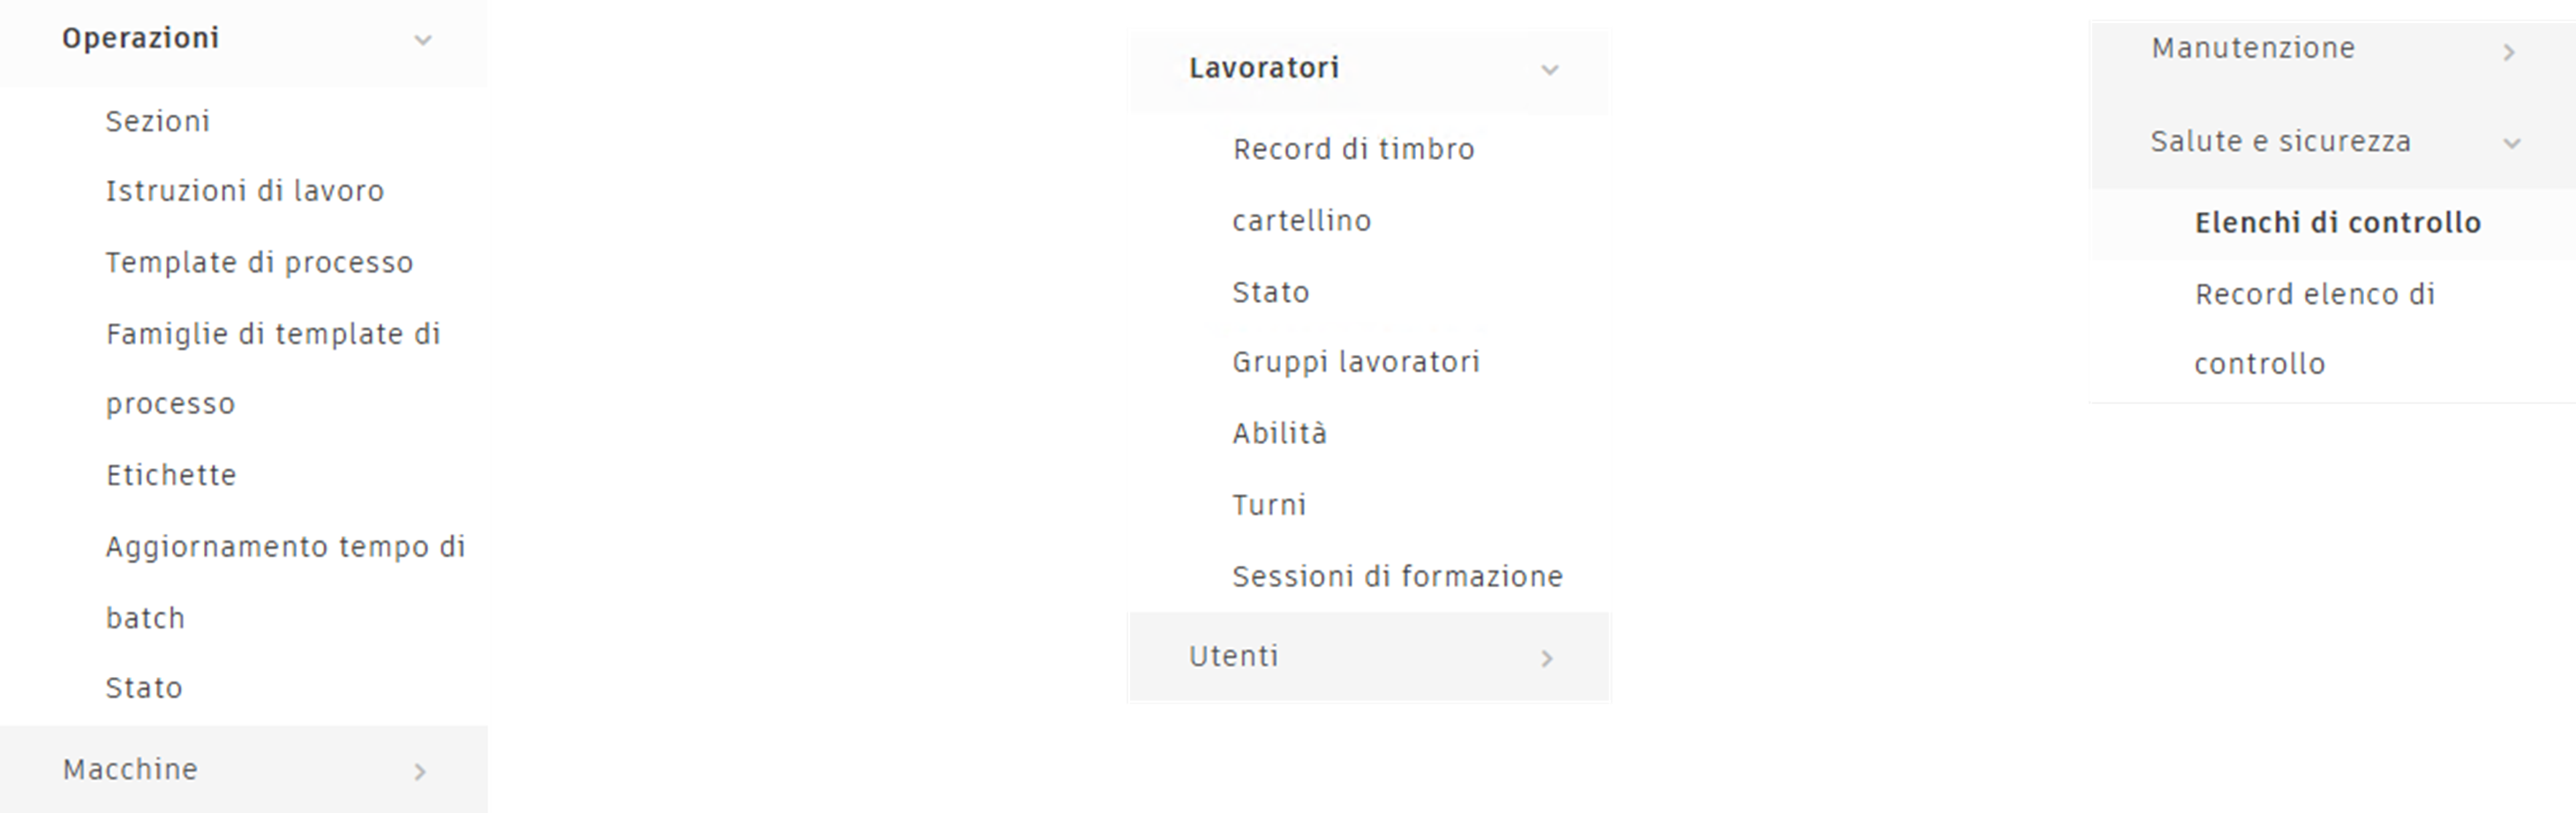 Operazioni
Sezioni
Istruzioni di lavoro
Template di processo
Famiglie di template di
processo
Etichette
Aggiornamento tempo di
batch
Stato
Macchine
Lavoratori
Record di timbro
cartellino
Stato
Gruppi lavoratori
Abilità
Turni
Sessioni di formazione
Utenti
Manutenzione
Salute e sicurezza
Elenchi di controllo
Record elenco di
controllo